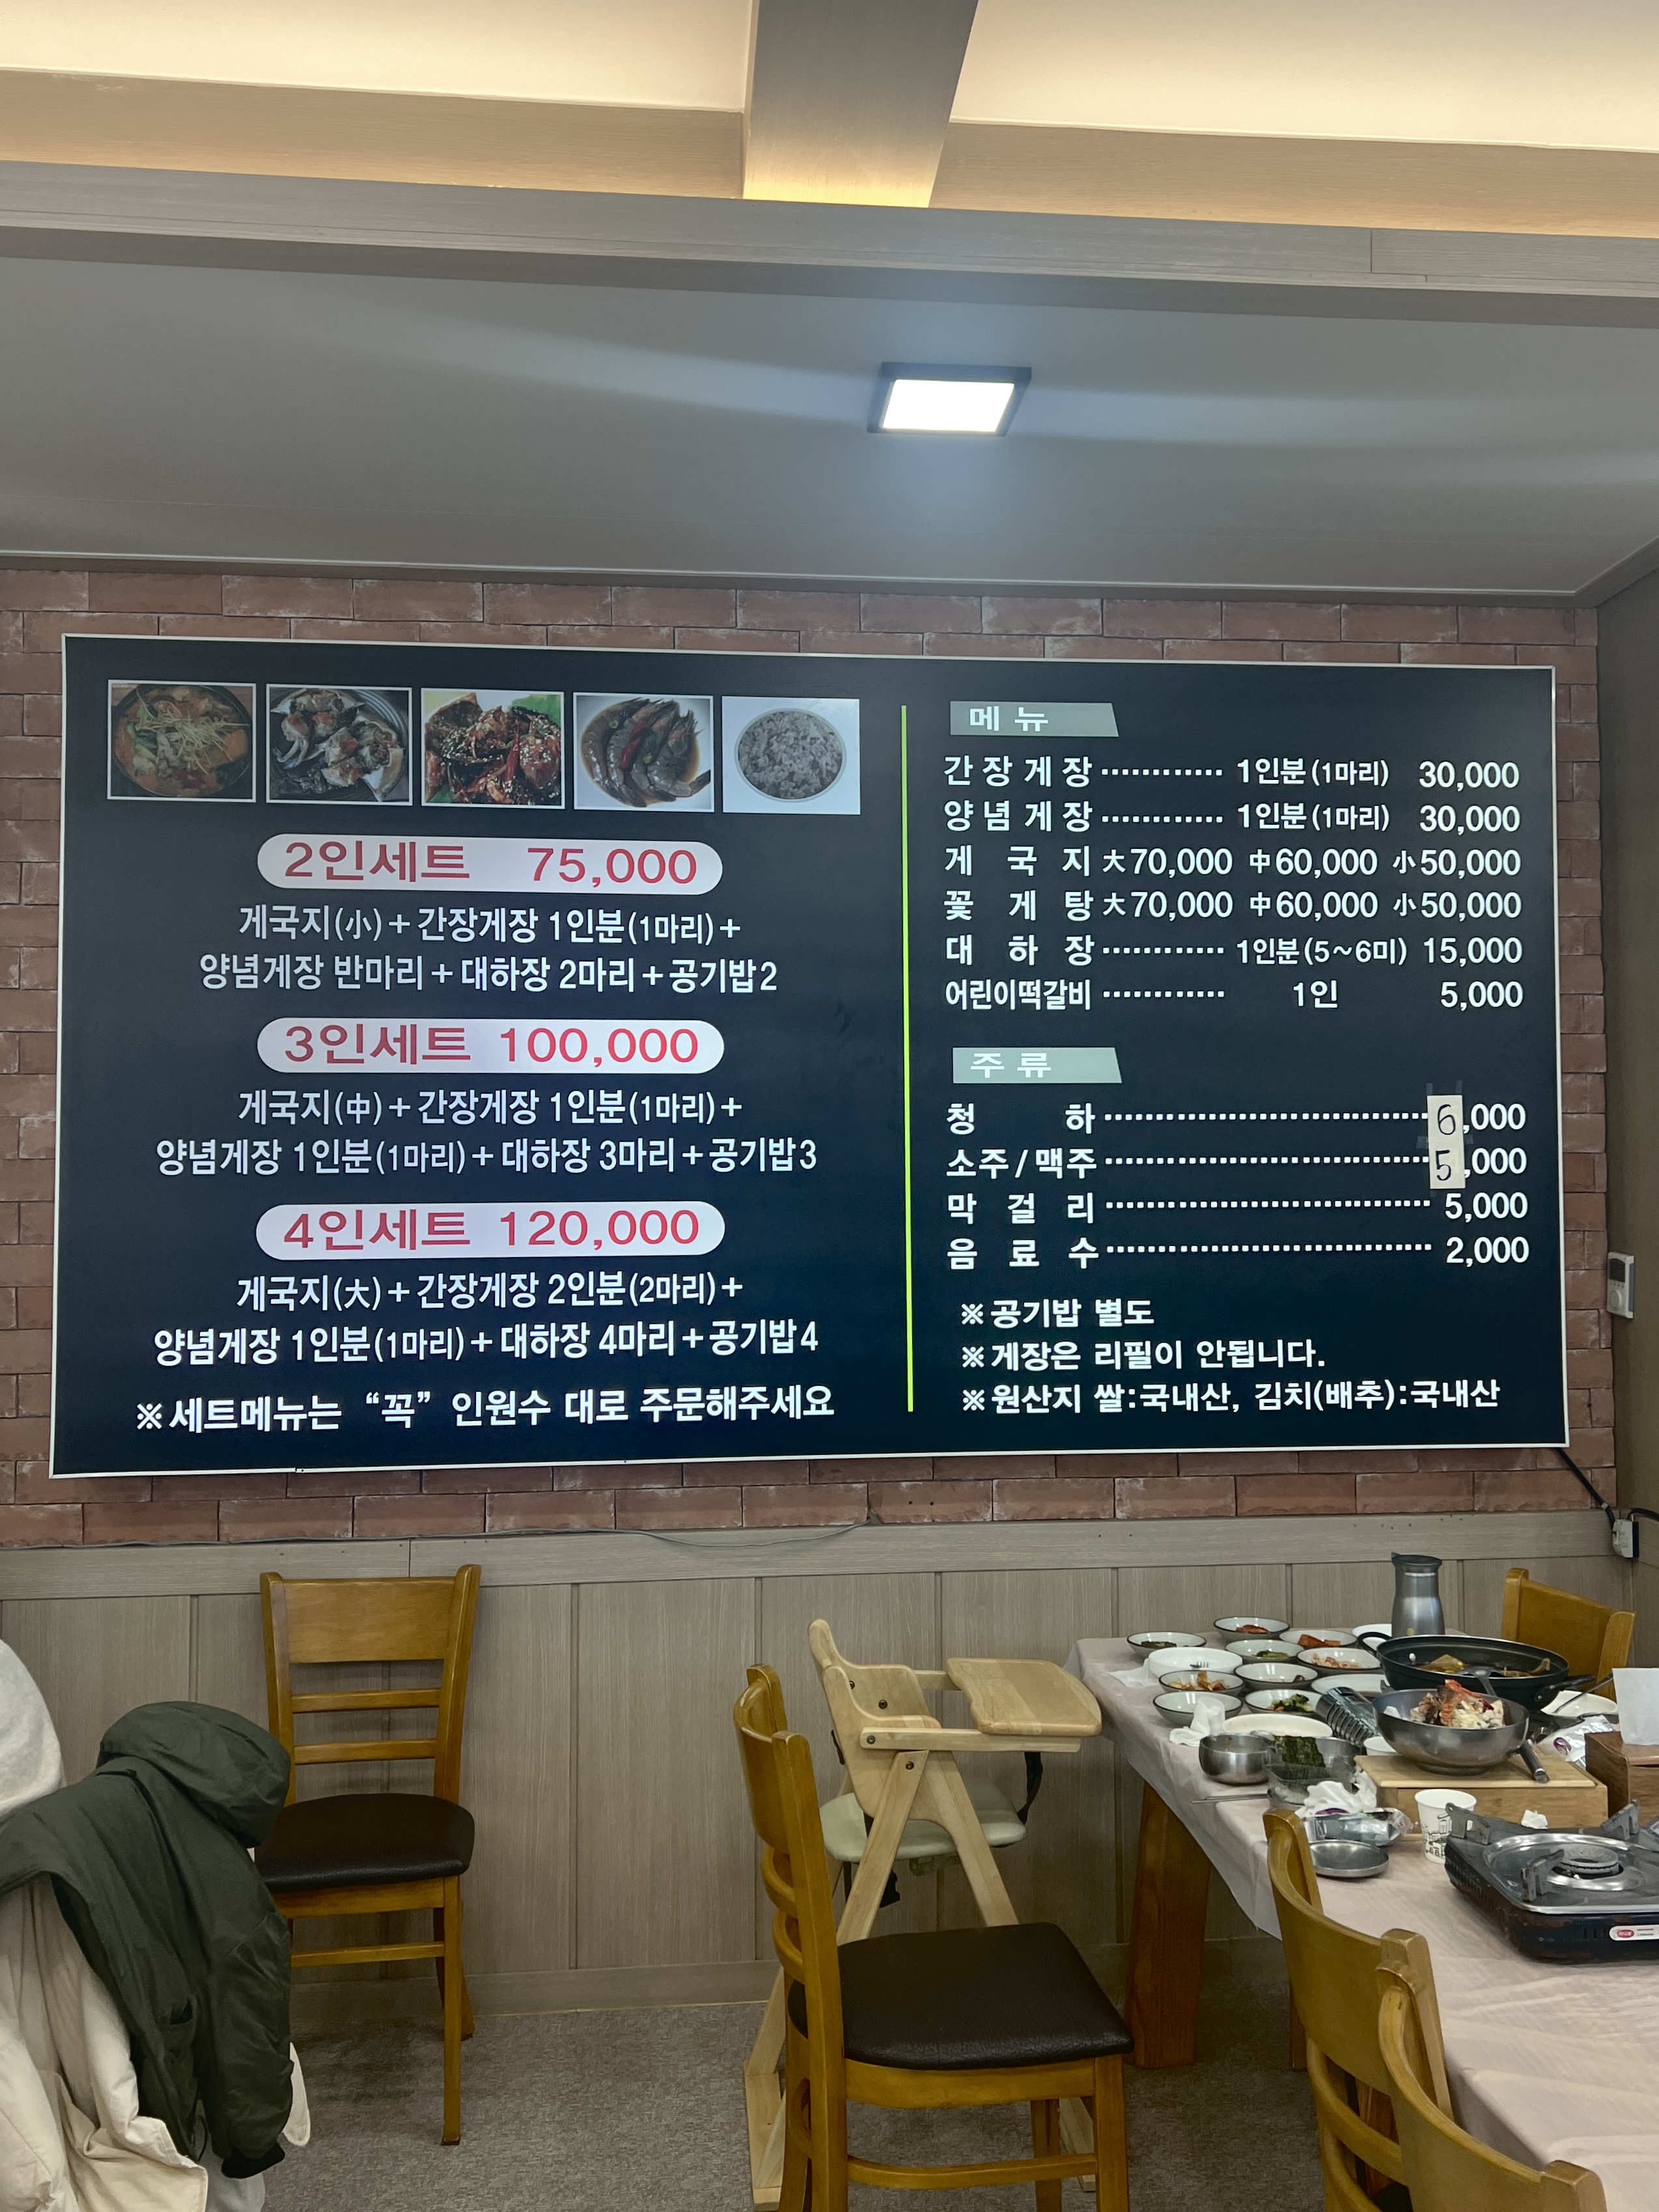 2인세트 75,000
게국지(小)+간장게장 1인분(1마리)+
양념게장 반마리+대하장 2마리+공기밥2
3인세트 100,000
게국지(中)+간장게장 1인분(1마리)+
양념게장 1인분(1마리)+대하장 3마리+공기밥3
4인세트 120,000
게국지(大)+간장게장 2인분(2마리)+
양념게장 1인분(1마리)+대하장 4마리+공기밥4
※세트메뉴는 “꼭” 인원수 대로 주문해주세요
메뉴
간장게장 ············ 1인분(1마리) 30,000
양념게장 ············ 1인분(1마리) 30,000
게국지 大70,000 中60,000 小50,000
꽃게탕 大70,000 中60,000 小50,000
대하장 ············ 1인분(5~6미) 15,000
어린이떡갈비 ············ 1인 5,000
주류
청하 ······························ 6,000
소주/맥주 ······························ 5,000
막걸리 ······························ 5,000
음료수 ······························ 2,000
※공기밥 별도
※게장은 리필이 안됩니다.
※원산지 쌀:국내산, 김치(배추):국내산